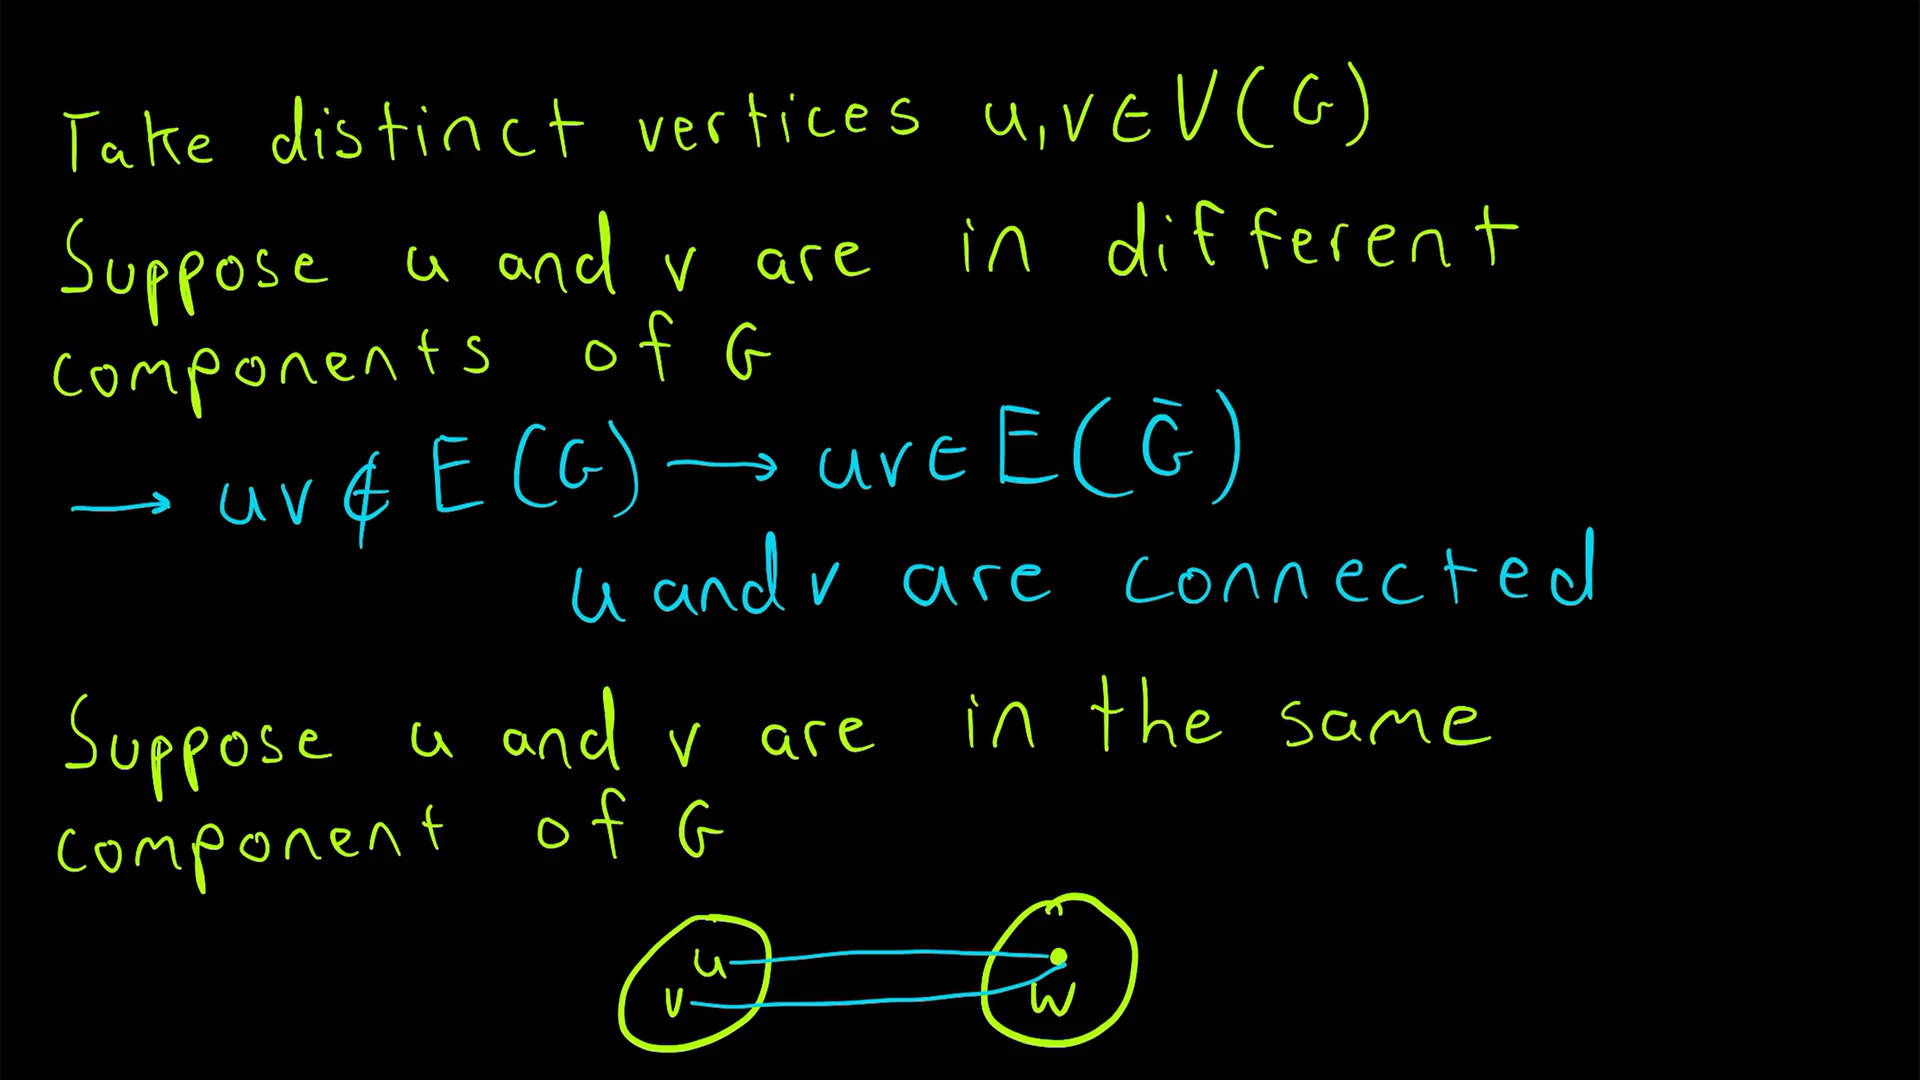 Take distinct vertices u,v∈V(G)
Suppose u and v are in different
components of G
→ uv∉E(G) → uv∈E(Ḡ)
u and v are connected
Suppose u and v are in the same
component of G
u
v
w